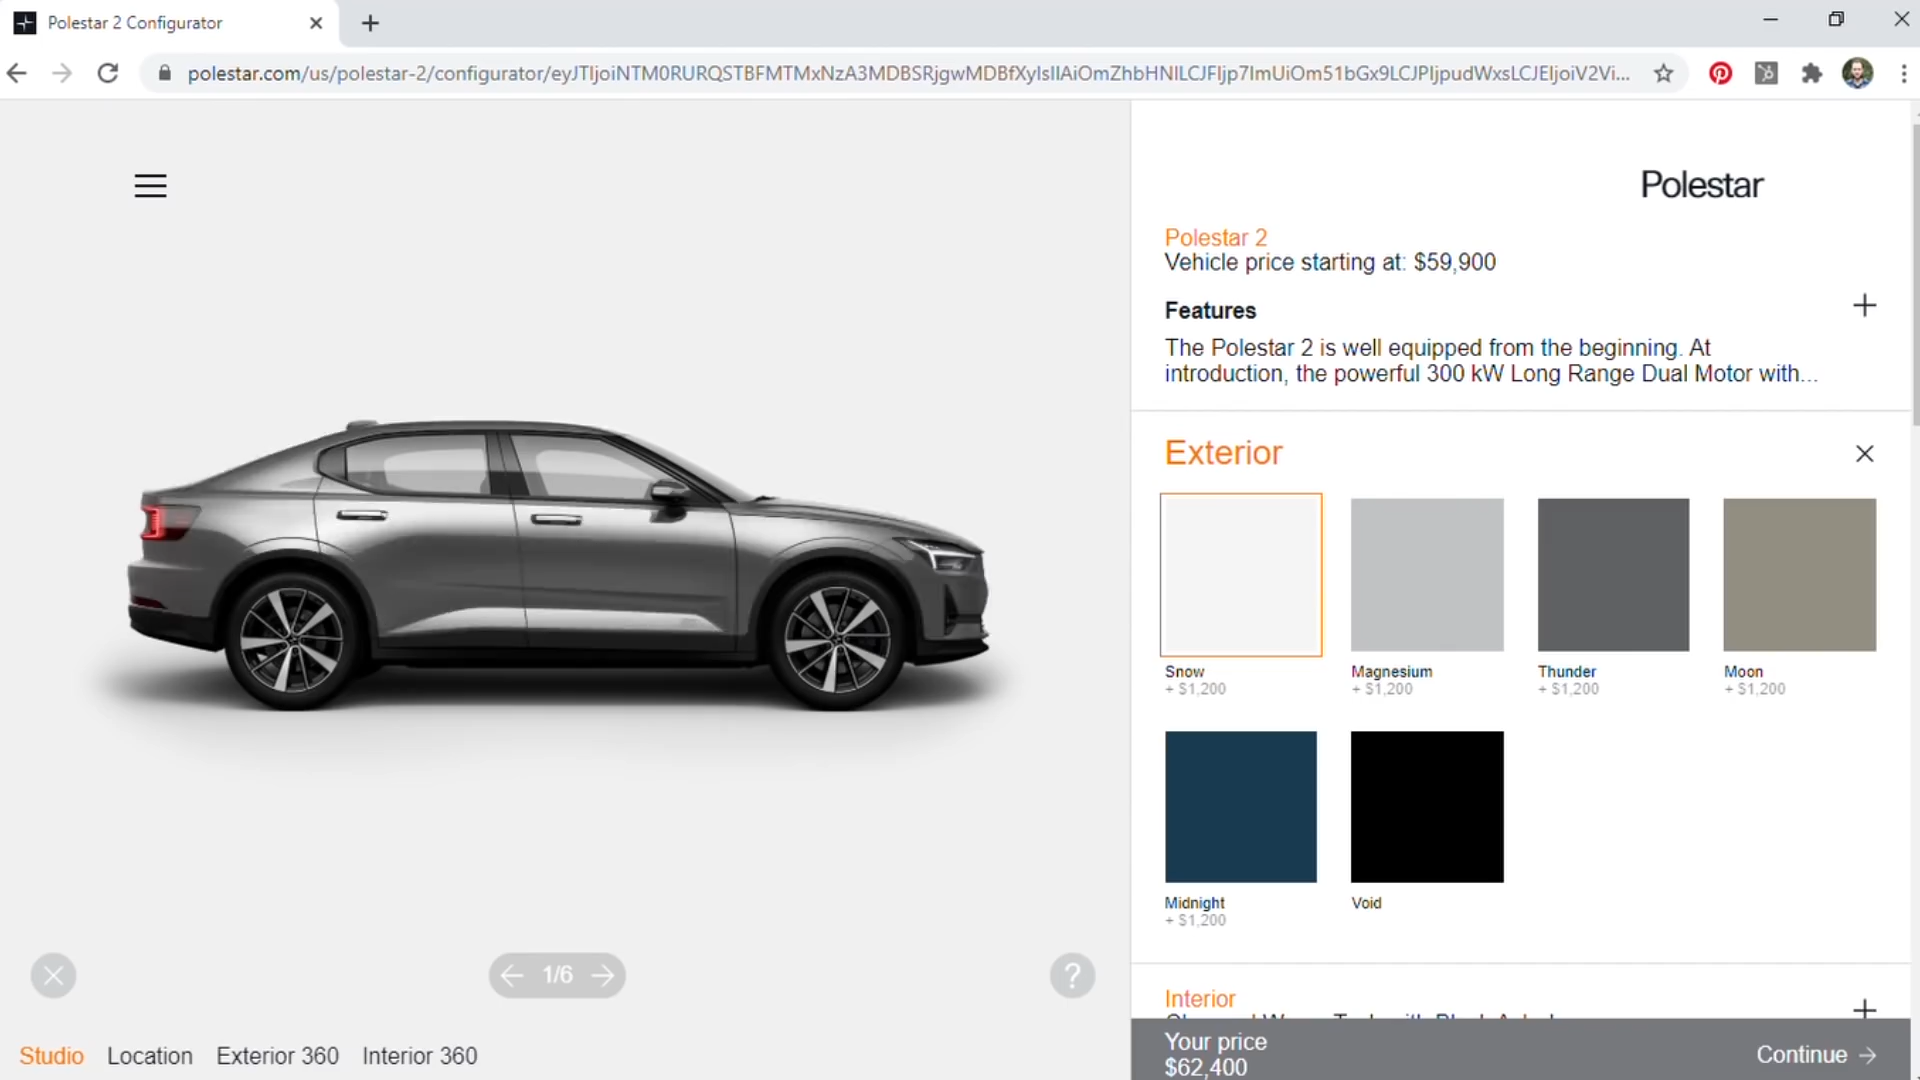 Polestar 2 Configurator
polestar.com/us/polestar-2/configurator/eyJTIjoiNTM0RURQSTBFMTMxNzA3MDBSRjgwMDBfXyIsIlAiOmZhbHNlLCJFIjp7ImUiOm51bGx9LCJPIjpudWxsLCJEIjoiV2Vi...
Polestar
Polestar 2
Vehicle price starting at: $59,900
Features
The Polestar 2 is well equipped from the beginning. At
introduction, the powerful 300 kW Long Range Dual Motor with...
Exterior
Snow
+ $1,200
Magnesium
+ $1,200
Thunder
+ $1,200
Moon
+ $1,200
Midnight
+ $1,200
Void
1/6
?
Interior
Your price
$62,400
Continue
Studio
Location
Exterior 360
Interior 360